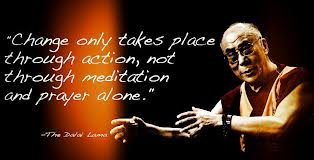 “Change only takes place
through action, not
through meditation
and prayer alone.”
-The Dalai Lama